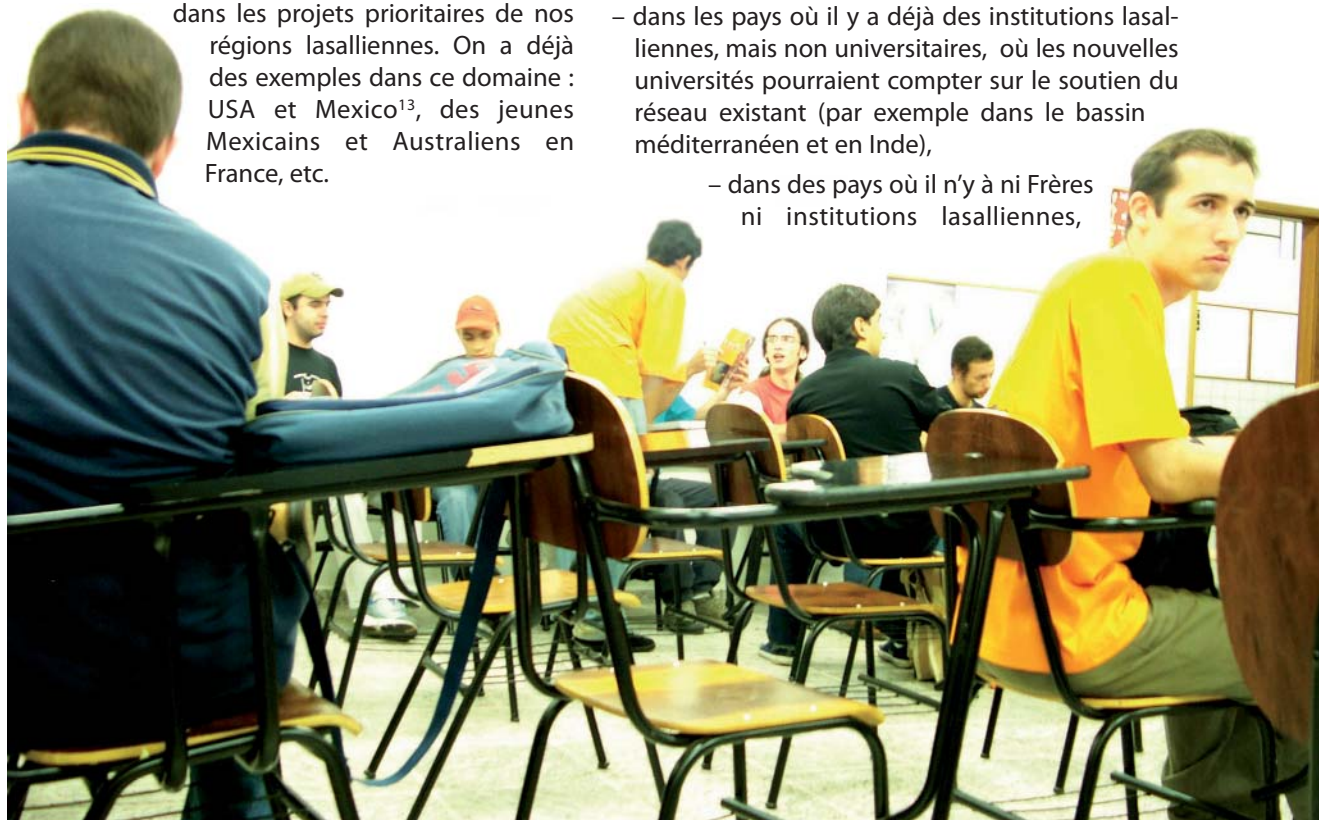 dans les projets prioritaires de nos
régions lasalliennes. On a déjà
des exemples dans ce domaine :
USA et Mexico¹³, des jeunes
Mexicains et Australiens en
France, etc.
– dans les pays où il y a déjà des institutions lasal-
liennes, mais non universitaires, où les nouvelles
universités pourraient compter sur le soutien du
réseau existant (par exemple dans le bassin
méditerranéen et en Inde),
– dans des pays où il n'y à ni Frères
ni institutions lasalliennes,